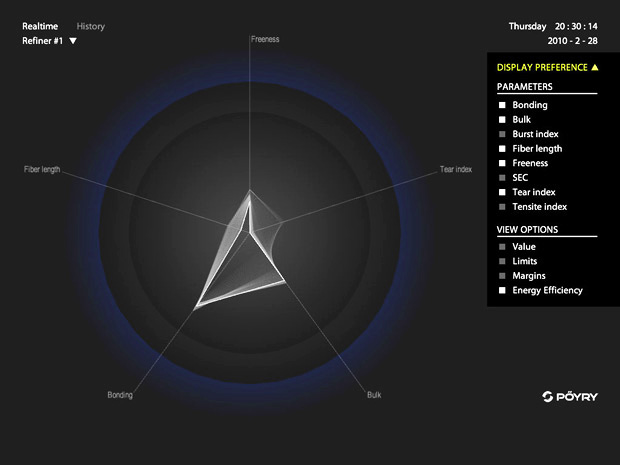 Realtime History
Refiner #1 ▼
Thursday 20 : 30 : 14
2010 - 2 - 28
Freeness
Tear index
Fiber length
Bonding
Bulk
DISPLAY PREFERENCE ▲
PARAMETERS
Bonding
Bulk
Burst index
Fiber length
Freeness
SEC
Tear index
Tensite index
VIEW OPTIONS
Value
Limits
Margins
Energy Efficiency
PÖYRY